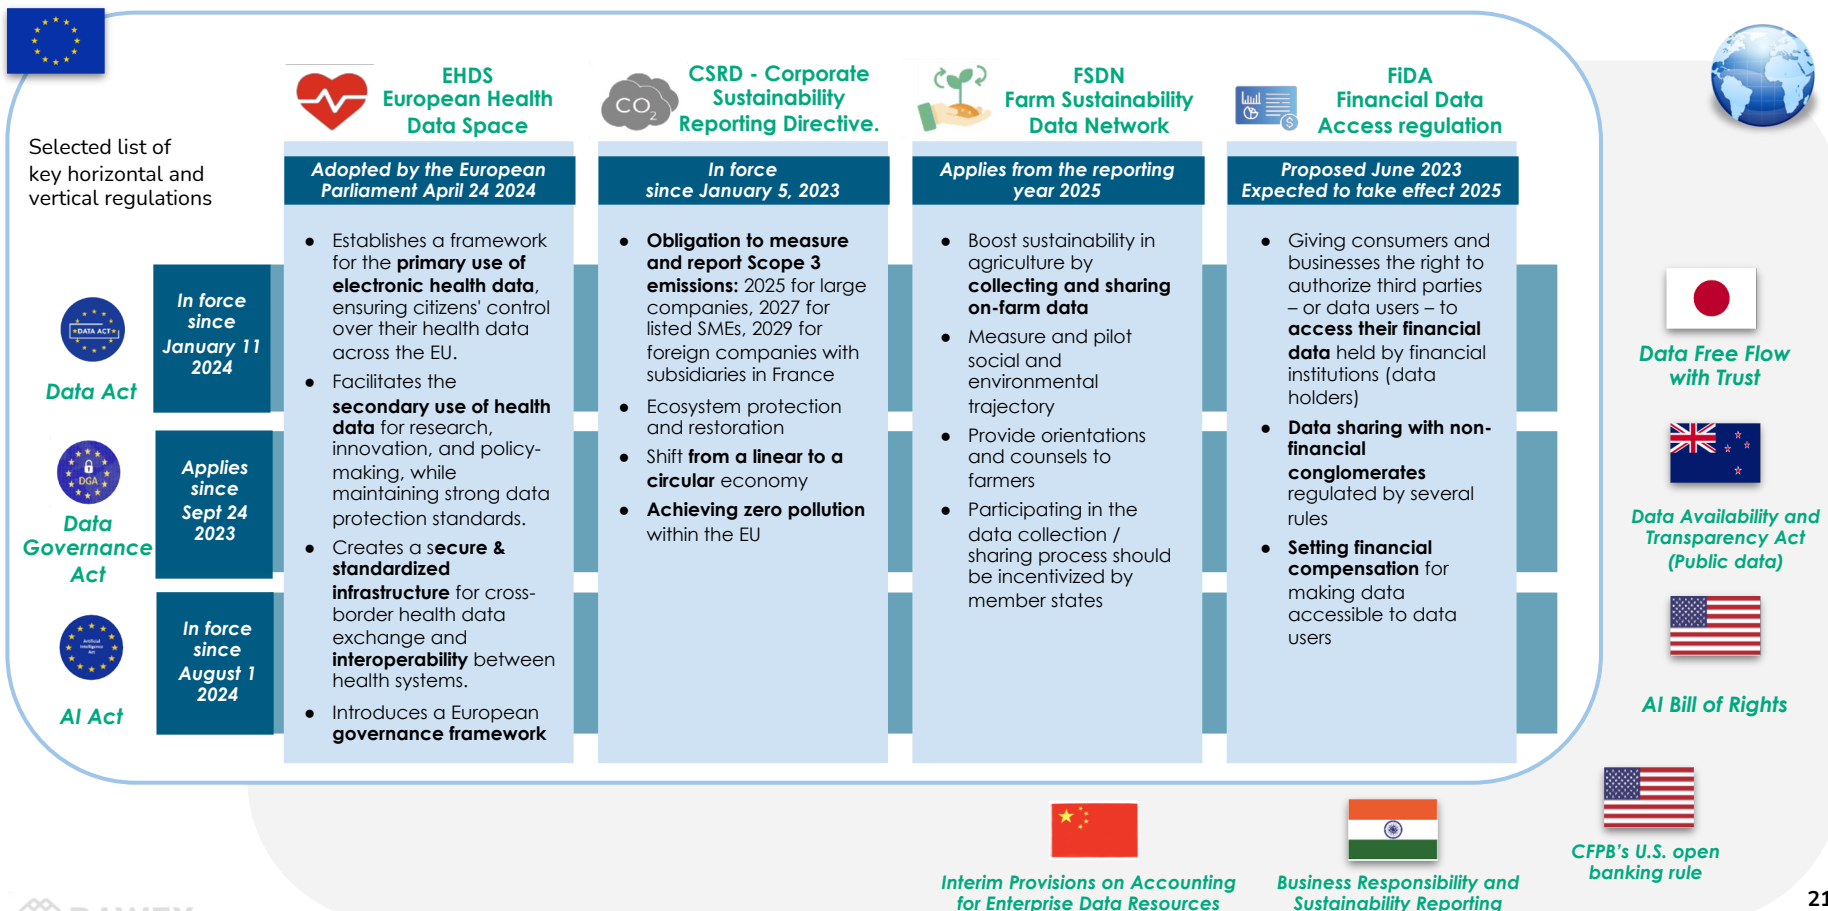 EHDS
European Health
Data Space
CSRD - Corporate
Sustainability
Reporting Directive.
CO2
FSDN
Farm Sustainability
Data Network
FiDA
Financial Data
Access regulation
Selected list of
key horizontal and
vertical regulations
Adopted by the European
Parliament April 24 2024
In force
since January 5, 2023
Applies from the reporting
year 2025
Proposed June 2023
Expected to take effect 2025
DATA ACT
Data Act
In force
since
January 11
2024
DGA
Data
Governance
Act
Applies
since
Sept 24
2023
Artificial
Intelligence
Act
AI Act
In force
since
August 1
2024
● Establishes a framework
for the primary use of
electronic health data,
ensuring citizens' control
over their health data
across the EU.
● Facilitates the
secondary use of health
data for research,
innovation, and policy-
making, while
maintaining strong data
protection standards.
● Creates a secure &
standardized
infrastructure for cross-
border health data
exchange and
interoperability between
health systems.
● Introduces a European
governance framework
● Obligation to measure
and report Scope 3
emissions: 2025 for large
companies, 2027 for
listed SMEs, 2029 for
foreign companies with
subsidiaries in France
● Ecosystem protection
and restoration
● Shift from a linear to a
circular economy
● Achieving zero pollution
within the EU
● Boost sustainability in
agriculture by
collecting and sharing
on-farm data
● Measure and pilot
social and
environmental
trajectory
● Provide orientations
and counsels to
farmers
● Participating in the
data collection /
sharing process should
be incentivized by
member states
● Giving consumers and
businesses the right to
authorize third parties
– or data users – to
access their financial
data held by financial
institutions (data
holders)
● Data sharing with non-
financial
conglomerates
regulated by several
rules
● Setting financial
compensation for
making data
accessible to data
users
Data Free Flow
with Trust
Data Availability and
Transparency Act
(Public data)
AI Bill of Rights
CFPB's U.S. open
banking rule
Interim Provisions on Accounting
for Enterprise Data Resources
Business Responsibility and
Sustainability Reporting
DAWEX
21